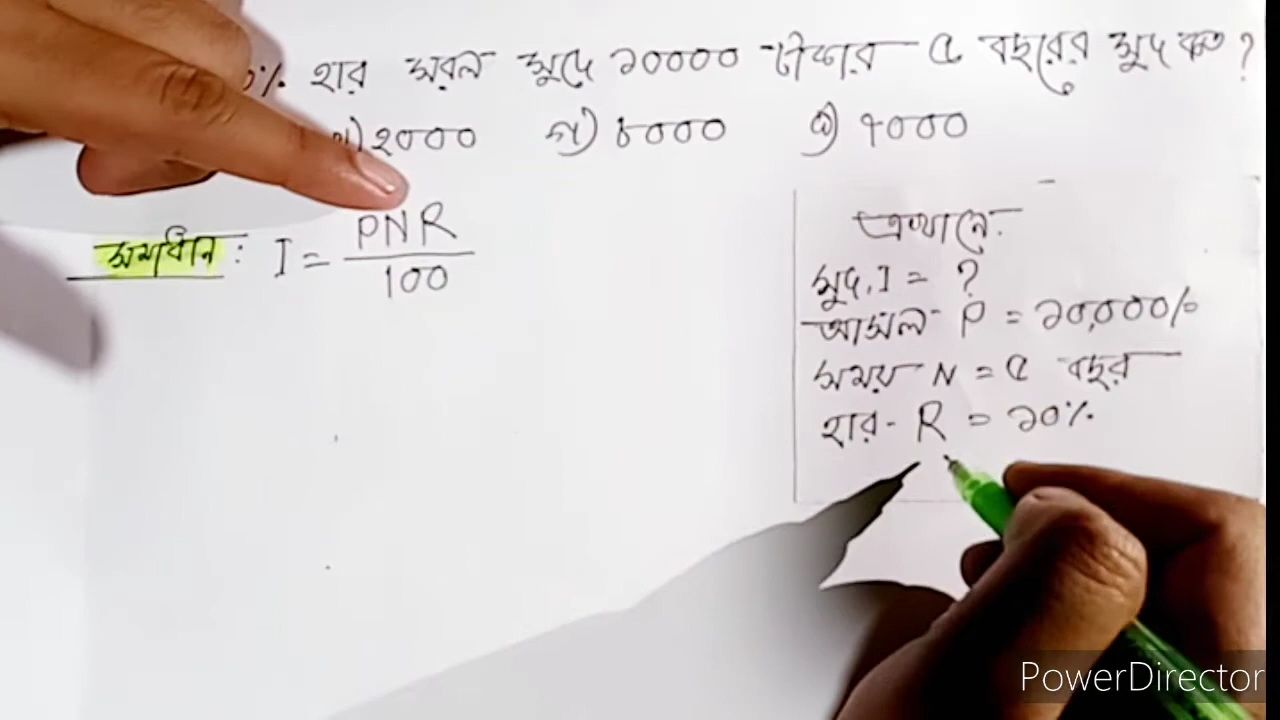 ০% হার সরল সুদে ১০০০০ টাকার ৫ বছরের সুদ কত ?
খ) ২০০০ গ) ৮০০০ ঘ) ৭০০০
সমাধান : I = PNR
100
এখানে:
সুদ, I = ?
আসল- P = ১০,০০০/-
সময় N = ৫ বছর
হার- R = ১০%
PowerDirector